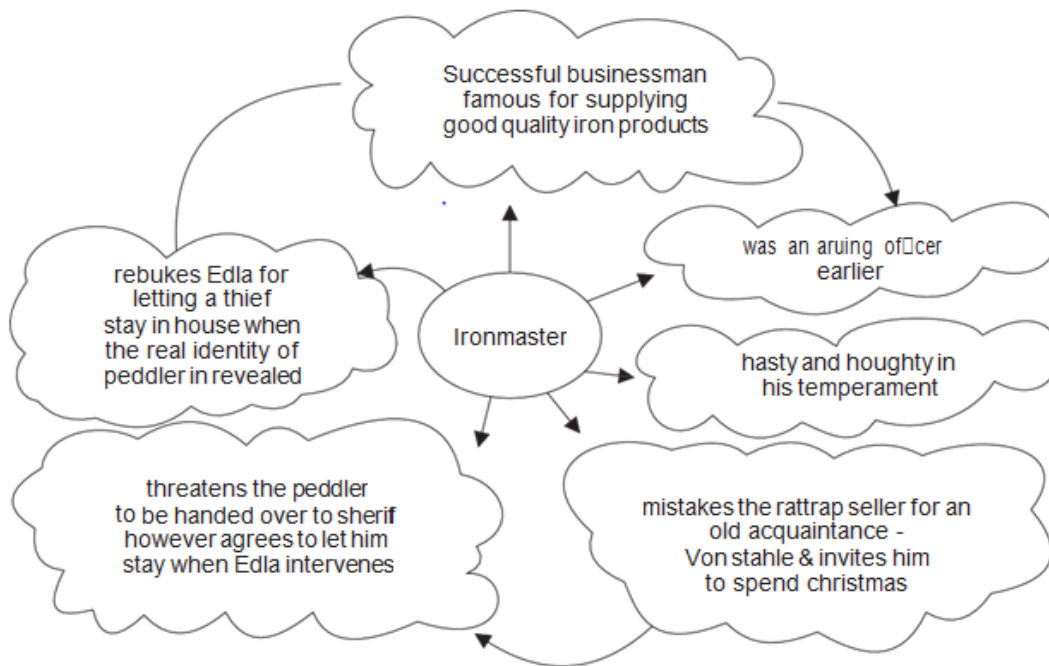 Successful businessman
famous for supplying
good quality iron products
was an aruing of□cer
earlier
rebukes Edla for
letting a thief
stay in house when
the real identity of
peddler in revealed
Ironmaster
hasty and houghty in
his temperament
threatens the peddler
to be handed over to sherif
however agrees to let him
stay when Edla intervenes
mistakes the rattrap seller for an
old acquaintance -
Von stahle & invites him
to spend christmas